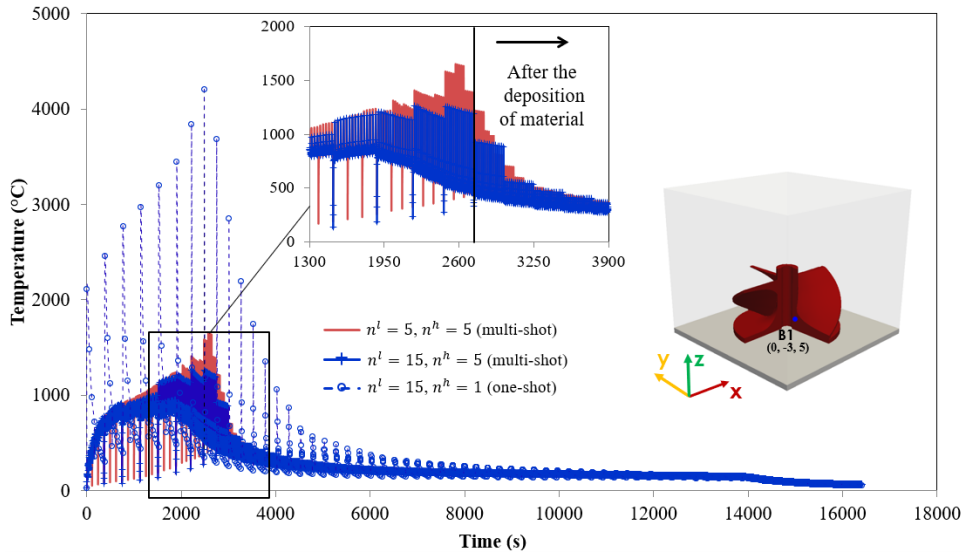 5000
4000
3000
2000
1000
0
Temperature (°C)
0
2000
4000
6000
8000
10000
12000
14000
16000
18000
Time (s)
2000
1500
1000
500
0
1300
1950
2600
3250
3900
After the
deposition
of material
n^l = 5, n^h = 5 (multi-shot)
n^l = 15, n^h = 5 (multi-shot)
n^l = 15, n^h = 1 (one-shot)
B1
(0, -3, 5)
y
z
x